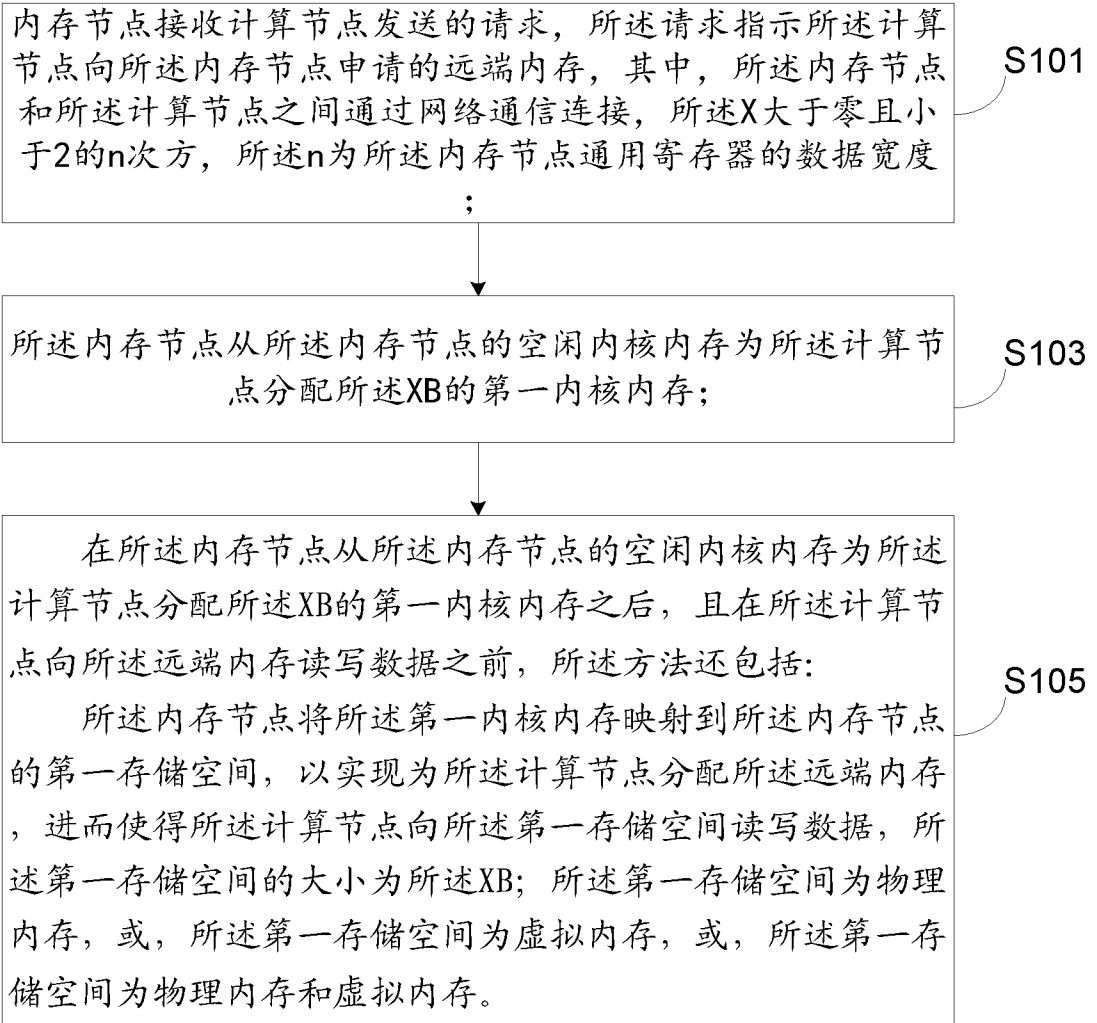 内存节点接收计算节点发送的请求，所述请求指示所述计算
节点向所述内存节点申请的远端内存，其中，所述内存节点
和所述计算节点之间通过网络通信连接，所述X大于零且小
于2的n次方，所述n为所述内存节点通用寄存器的数据宽度
；
S101
所述内存节点从所述内存节点的空闲内核内存为所述计算节
点分配所述XB的第一内核内存；
S103
在所述内存节点从所述内存节点的空闲内核内存为所述
计算节点分配所述XB的第一内核内存之后，且在所述计算节
点向所述远端内存读写数据之前，所述方法还包括：
所述内存节点将所述第一内核内存映射到所述内存节点
的第一存储空间，以实现为所述计算节点分配所述远端内存
，进而使得所述计算节点向所述第一存储空间读写数据，所
述第一存储空间的大小为所述XB；所述第一存储空间为物理
内存，或，所述第一存储空间为虚拟内存，或，所述第一存
储空间为物理内存和虚拟内存。
S105